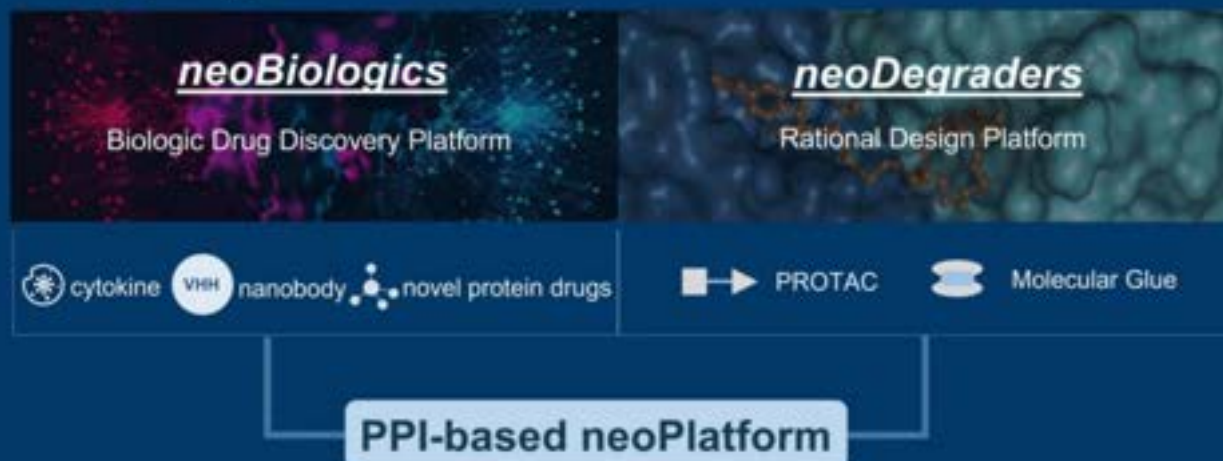 neoBiologics
Biologic Drug Discovery Platform
neoDegraders
Rational Design Platform
cytokine
VHH
nanobody
novel protein drugs
PROTAC
Molecular Glue
PPI-based neoPlatform